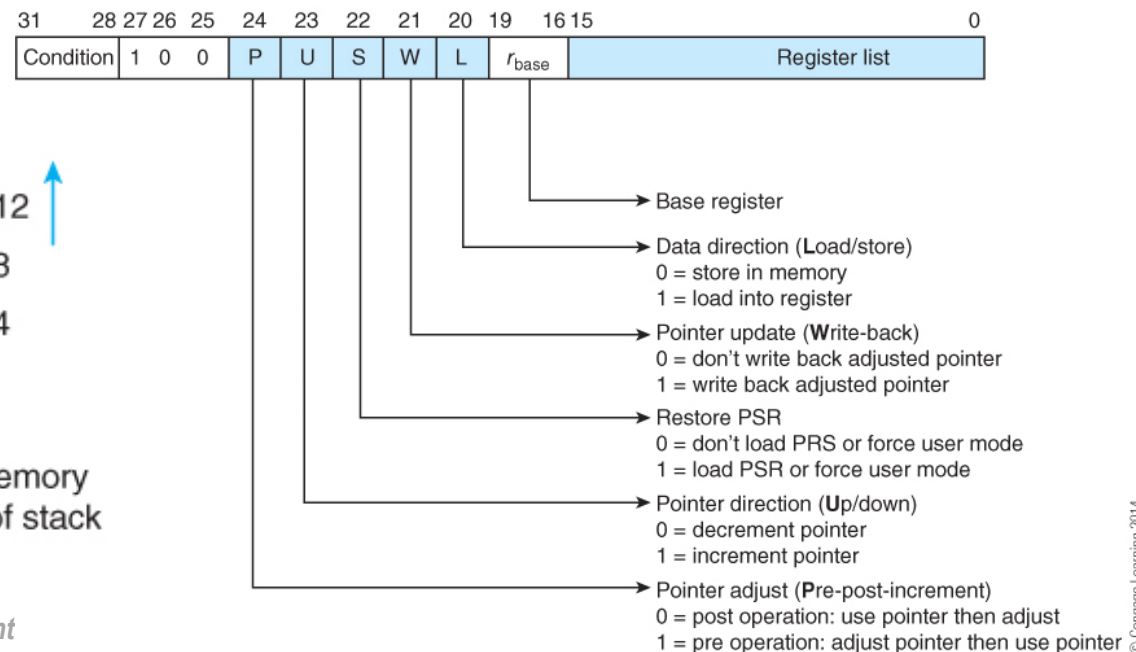 31 28 27 26 25 24 23 22 21 20 19 16 15 0
Condition 1 0 0 P U S W L rbase Register list
12
Base register
Data direction (Load/store)
0 = store in memory
1 = load into register
Pointer update (Write-back)
0 = don't write back adjusted pointer
1 = write back adjusted pointer
Restore PSR
0 = don't load PRS or force user mode
1 = load PSR or force user mode
Pointer direction (Up/down)
0 = decrement pointer
1 = increment pointer
Pointer adjust (Pre-post-increment)
0 = post operation: use pointer then adjust
1 = pre operation: adjust pointer then use pointer
emory
of stack
nt
© Cengage Learning 2014